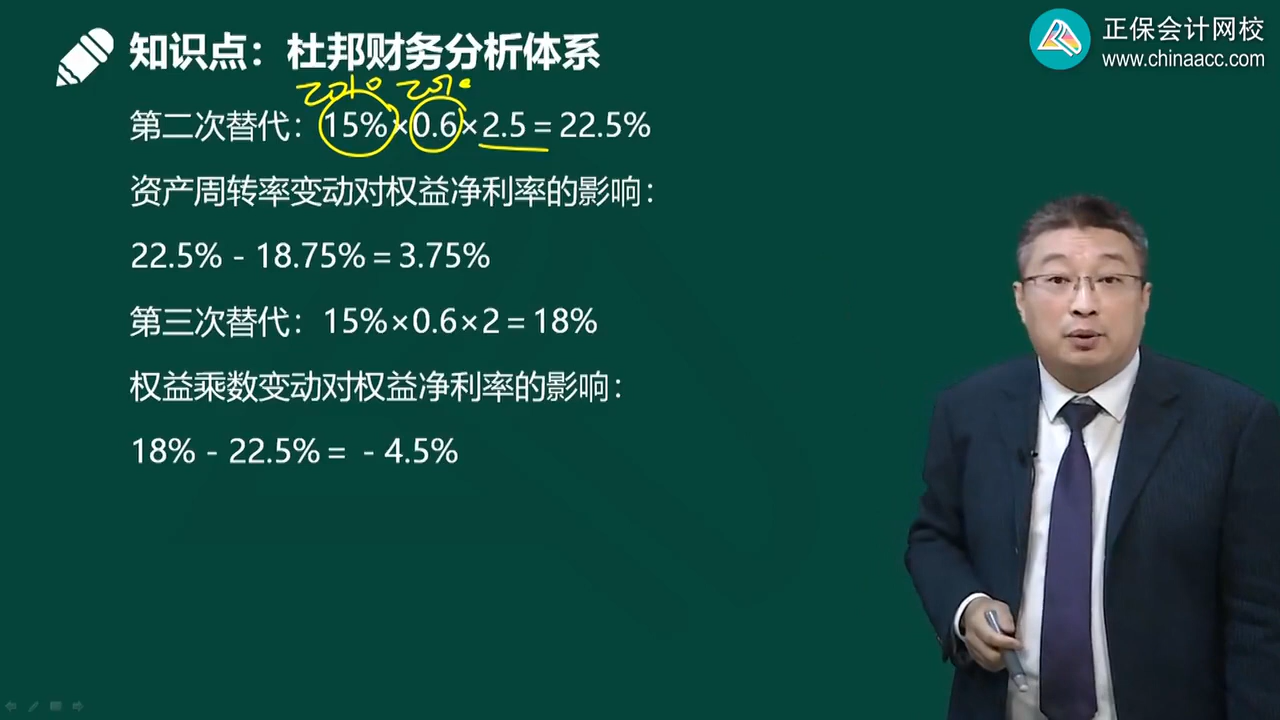 知识点：杜邦财务分析体系
正保会计网校
www.chinaacc.com
第二次替代：15%×0.6×2.5＝22.5%
资产周转率变动对权益净利率的影响：
22.5%－18.75%＝3.75%
第三次替代：15%×0.6×2＝18%
权益乘数变动对权益净利率的影响：
18%－22.5%＝ －4.5%